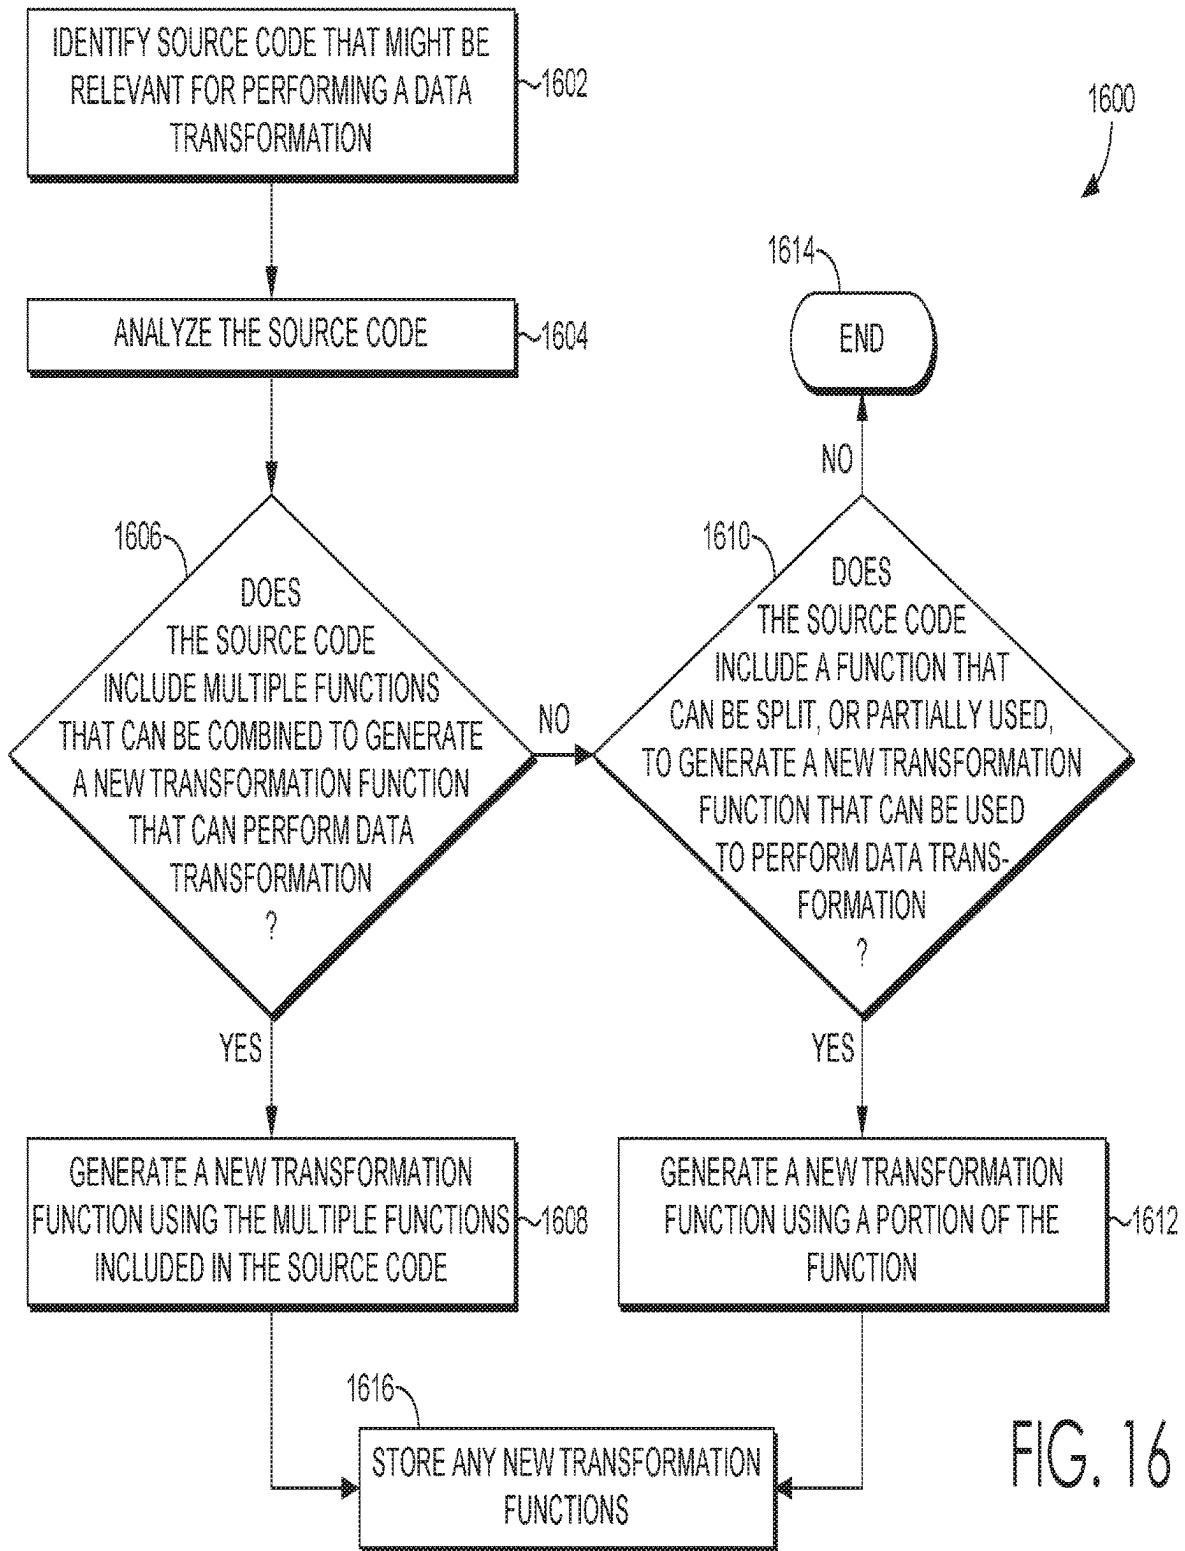 IDENTIFY SOURCE CODE THAT MIGHT BE
RELEVANT FOR PERFORMING A DATA
TRANSFORMATION
1602
1600
ANALYZE THE SOURCE CODE
1604
1614
END
NO
1606
DOES
THE SOURCE CODE
INCLUDE MULTIPLE FUNCTIONS
THAT CAN BE COMBINED TO GENERATE
A NEW TRANSFORMATION FUNCTION
THAT CAN PERFORM DATA
TRANSFORMATION
?
NO
1610
DOES
THE SOURCE CODE
INCLUDE A FUNCTION THAT
CAN BE SPLIT, OR PARTIALLY USED,
TO GENERATE A NEW TRANSFORMATION
FUNCTION THAT CAN BE USED
TO PERFORM DATA TRANS-
FORMATION
?
YES
YES
GENERATE A NEW TRANSFORMATION
FUNCTION USING THE MULTIPLE FUNCTIONS
INCLUDED IN THE SOURCE CODE
1608
GENERATE A NEW TRANSFORMATION
FUNCTION USING A PORTION OF THE
FUNCTION
1612
1616
STORE ANY NEW TRANSFORMATION
FUNCTIONS
FIG. 16